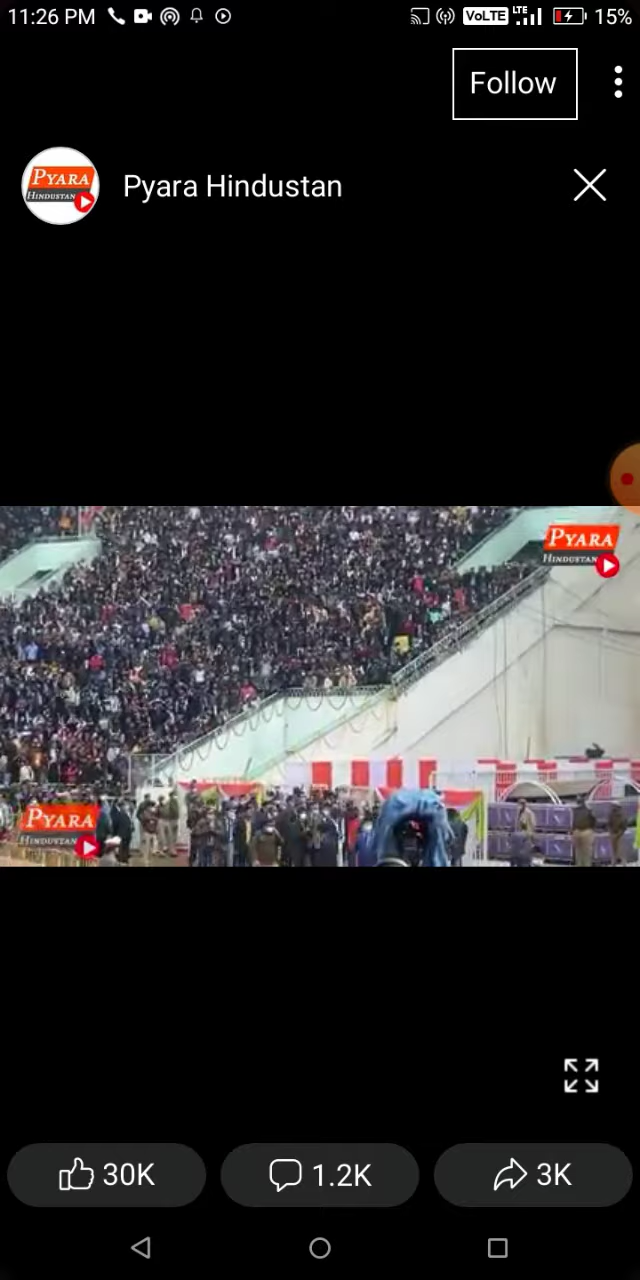 11:26 PM VoLTE LTE 15%
Follow
Pyara Hindustan
PYARA
HINDUSTAN
PYARA
HINDUSTAN
PYARA
HINDUSTAN
30K 1.2K 3K